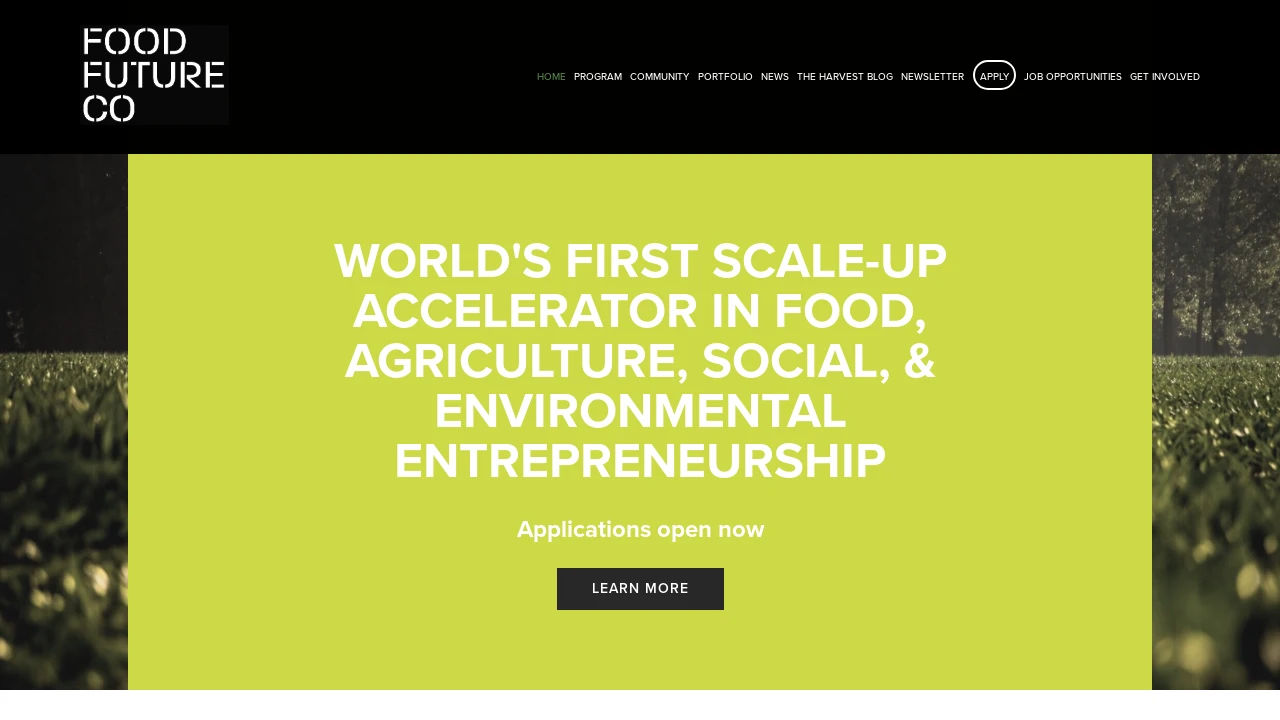 FOOD
FUTURE
CO
HOME PROGRAM COMMUNITY PORTFOLIO NEWS THE HARVEST BLOG NEWSLETTER APPLY JOB OPPORTUNITIES GET INVOLVED
WORLD'S FIRST SCALE-UP
ACCELERATOR IN FOOD,
AGRICULTURE, SOCIAL, &
ENVIRONMENTAL
ENTREPRENEURSHIP
Applications open now
LEARN MORE